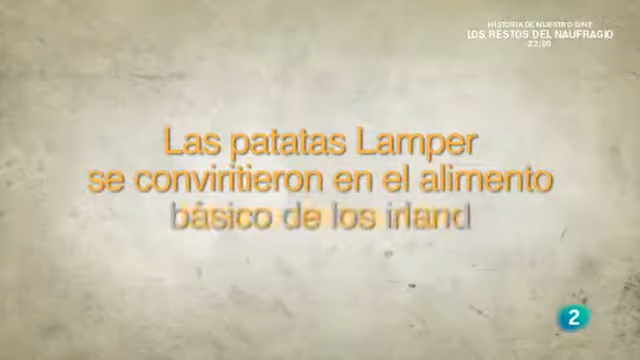 HISTORIA DE NUESTRO CINE
LOS RESTOS DEL NAUFRAGIO
22:00
Las patatas Lamper
se conviritieron en el alimento
básico de los irland
2